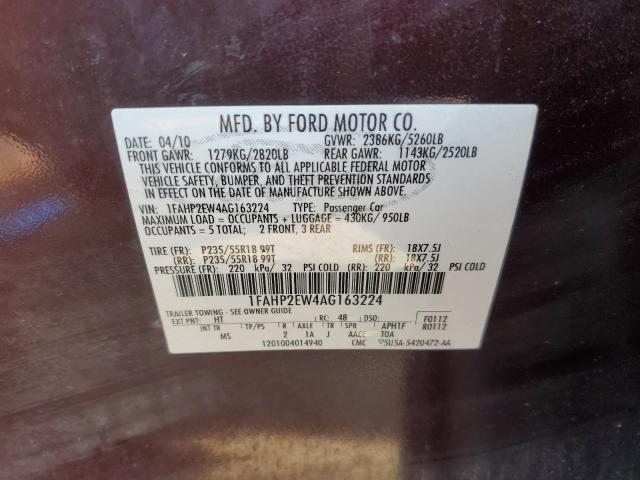 MFD. BY FORD MOTOR CO.
DATE: 04/10 GVWR: 2386KG/5260LB
FRONT GAWR: 1279KG/2820LB REAR GAWR: 1143KG/2520LB
THIS VEHICLE CONFORMS TO ALL APPLICABLE FEDERAL MOTOR
VEHICLE SAFETY, BUMPER, AND THEFT PREVENTION STANDARDS
IN EFFECT ON THE DATE OF MANUFACTURE SHOWN ABOVE.
VIN: 1FAHP2EW4AG163224 TYPE: Passenger Car
MAXIMUM LOAD = OCCUPANTS + LUGGAGE = 430KG/950LB
OCCUPANTS = 5 TOTAL: 2 FRONT, 3 REAR
TIRE (FR): P235/55R18 99T RIMS (FR): 18X7.5J
(RR): P235/55R18 99T (RR): 18X7.5J
PRESSURE (FR): 220 kPa/ 32 PSI COLD (RR): 220 kPa/ 32 PSI COLD
1FAHP2EW4AG163224
TRAILER TOWING - SEE OWNER GUIDE
EXT PNT: HT RC: 48 F0112
INT TR TP/PS R AXLE TR SPR APH1F R0112
MS 2 1A J AACC TOA
1201004014940 CMC 5U5A-5420472-AA